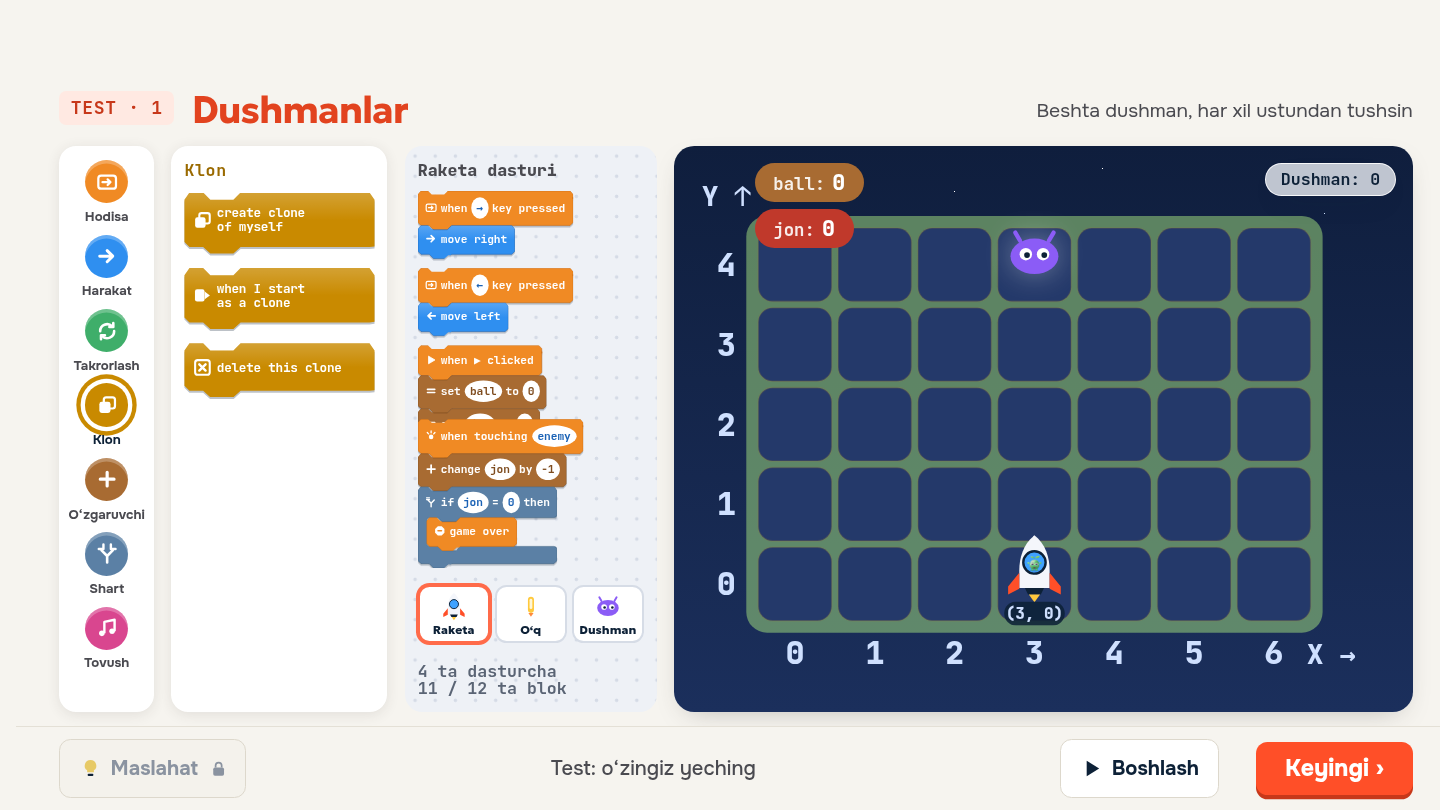 TEST · 1
Dushmanlar
Beshta dushman, har xil ustundan tushsin
Hodisa
Harakat
Takrorlash
Klon
Oʻzgaruvchi
Shart
Tovush
Klon
create clone
of myself
when I start
as a clone
delete this clone
Raketa dasturi
when → key pressed
move right
when ← key pressed
move left
when ▶ clicked
set ball to 0
when touching enemy
change jon by -1
if jon = 0 then
game over
Raketa
Oʻq
Dushman
4 ta dasturcha
11 / 12 ta blok
Y ↑
ball: 0
jon: 0
Dushman: 0
4
3
2
1
0
(3, 0)
0 1 2 3 4 5 6 X →
Maslahat
Test: oʻzingiz yeching
Boshlash
Keyingi ›